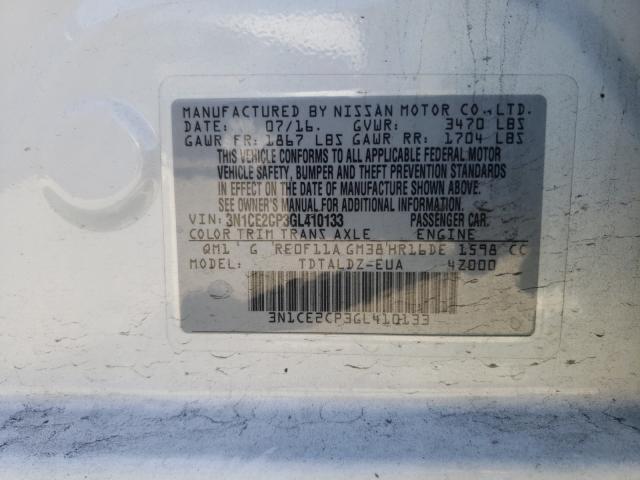 MANUFACTURED BY NISSAN MOTOR CO.,LTD.
DATE: 07/16. GVWR: 3470 LBS
GAWR FR: 1867 LBS GAWR RR: 1704 LBS
THIS VEHICLE CONFORMS TO ALL APPLICABLE FEDERAL MOTOR
VEHICLE SAFETY, BUMPER AND THEFT PREVENTION STANDARDS
IN EFFECT ON THE DATE OF MANUFACTURE SHOWN ABOVE.
SEE OWNER'S MANUAL FOR ADDITIONAL INFORMATION.
VIN: 3N1CE2CP3GL410133 PASSENGER CAR.
COLOR TRIM TRANS AXLE ENGINE
QM1 G RE0F11A GM38 HR16DE 1598 CC
TDTALDZ-EUA 4Z000
3N1CE2CP3GL410133